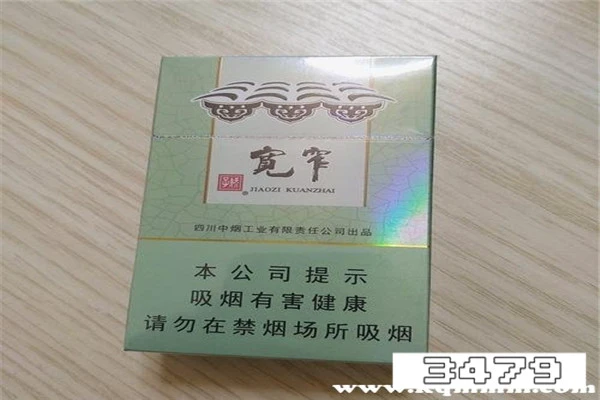 宽窄
JIAOZI KUANZHAI
四川中烟工业有限责任公司出品
本公司提示
吸烟有害健康
请勿在禁烟场所吸烟
3479